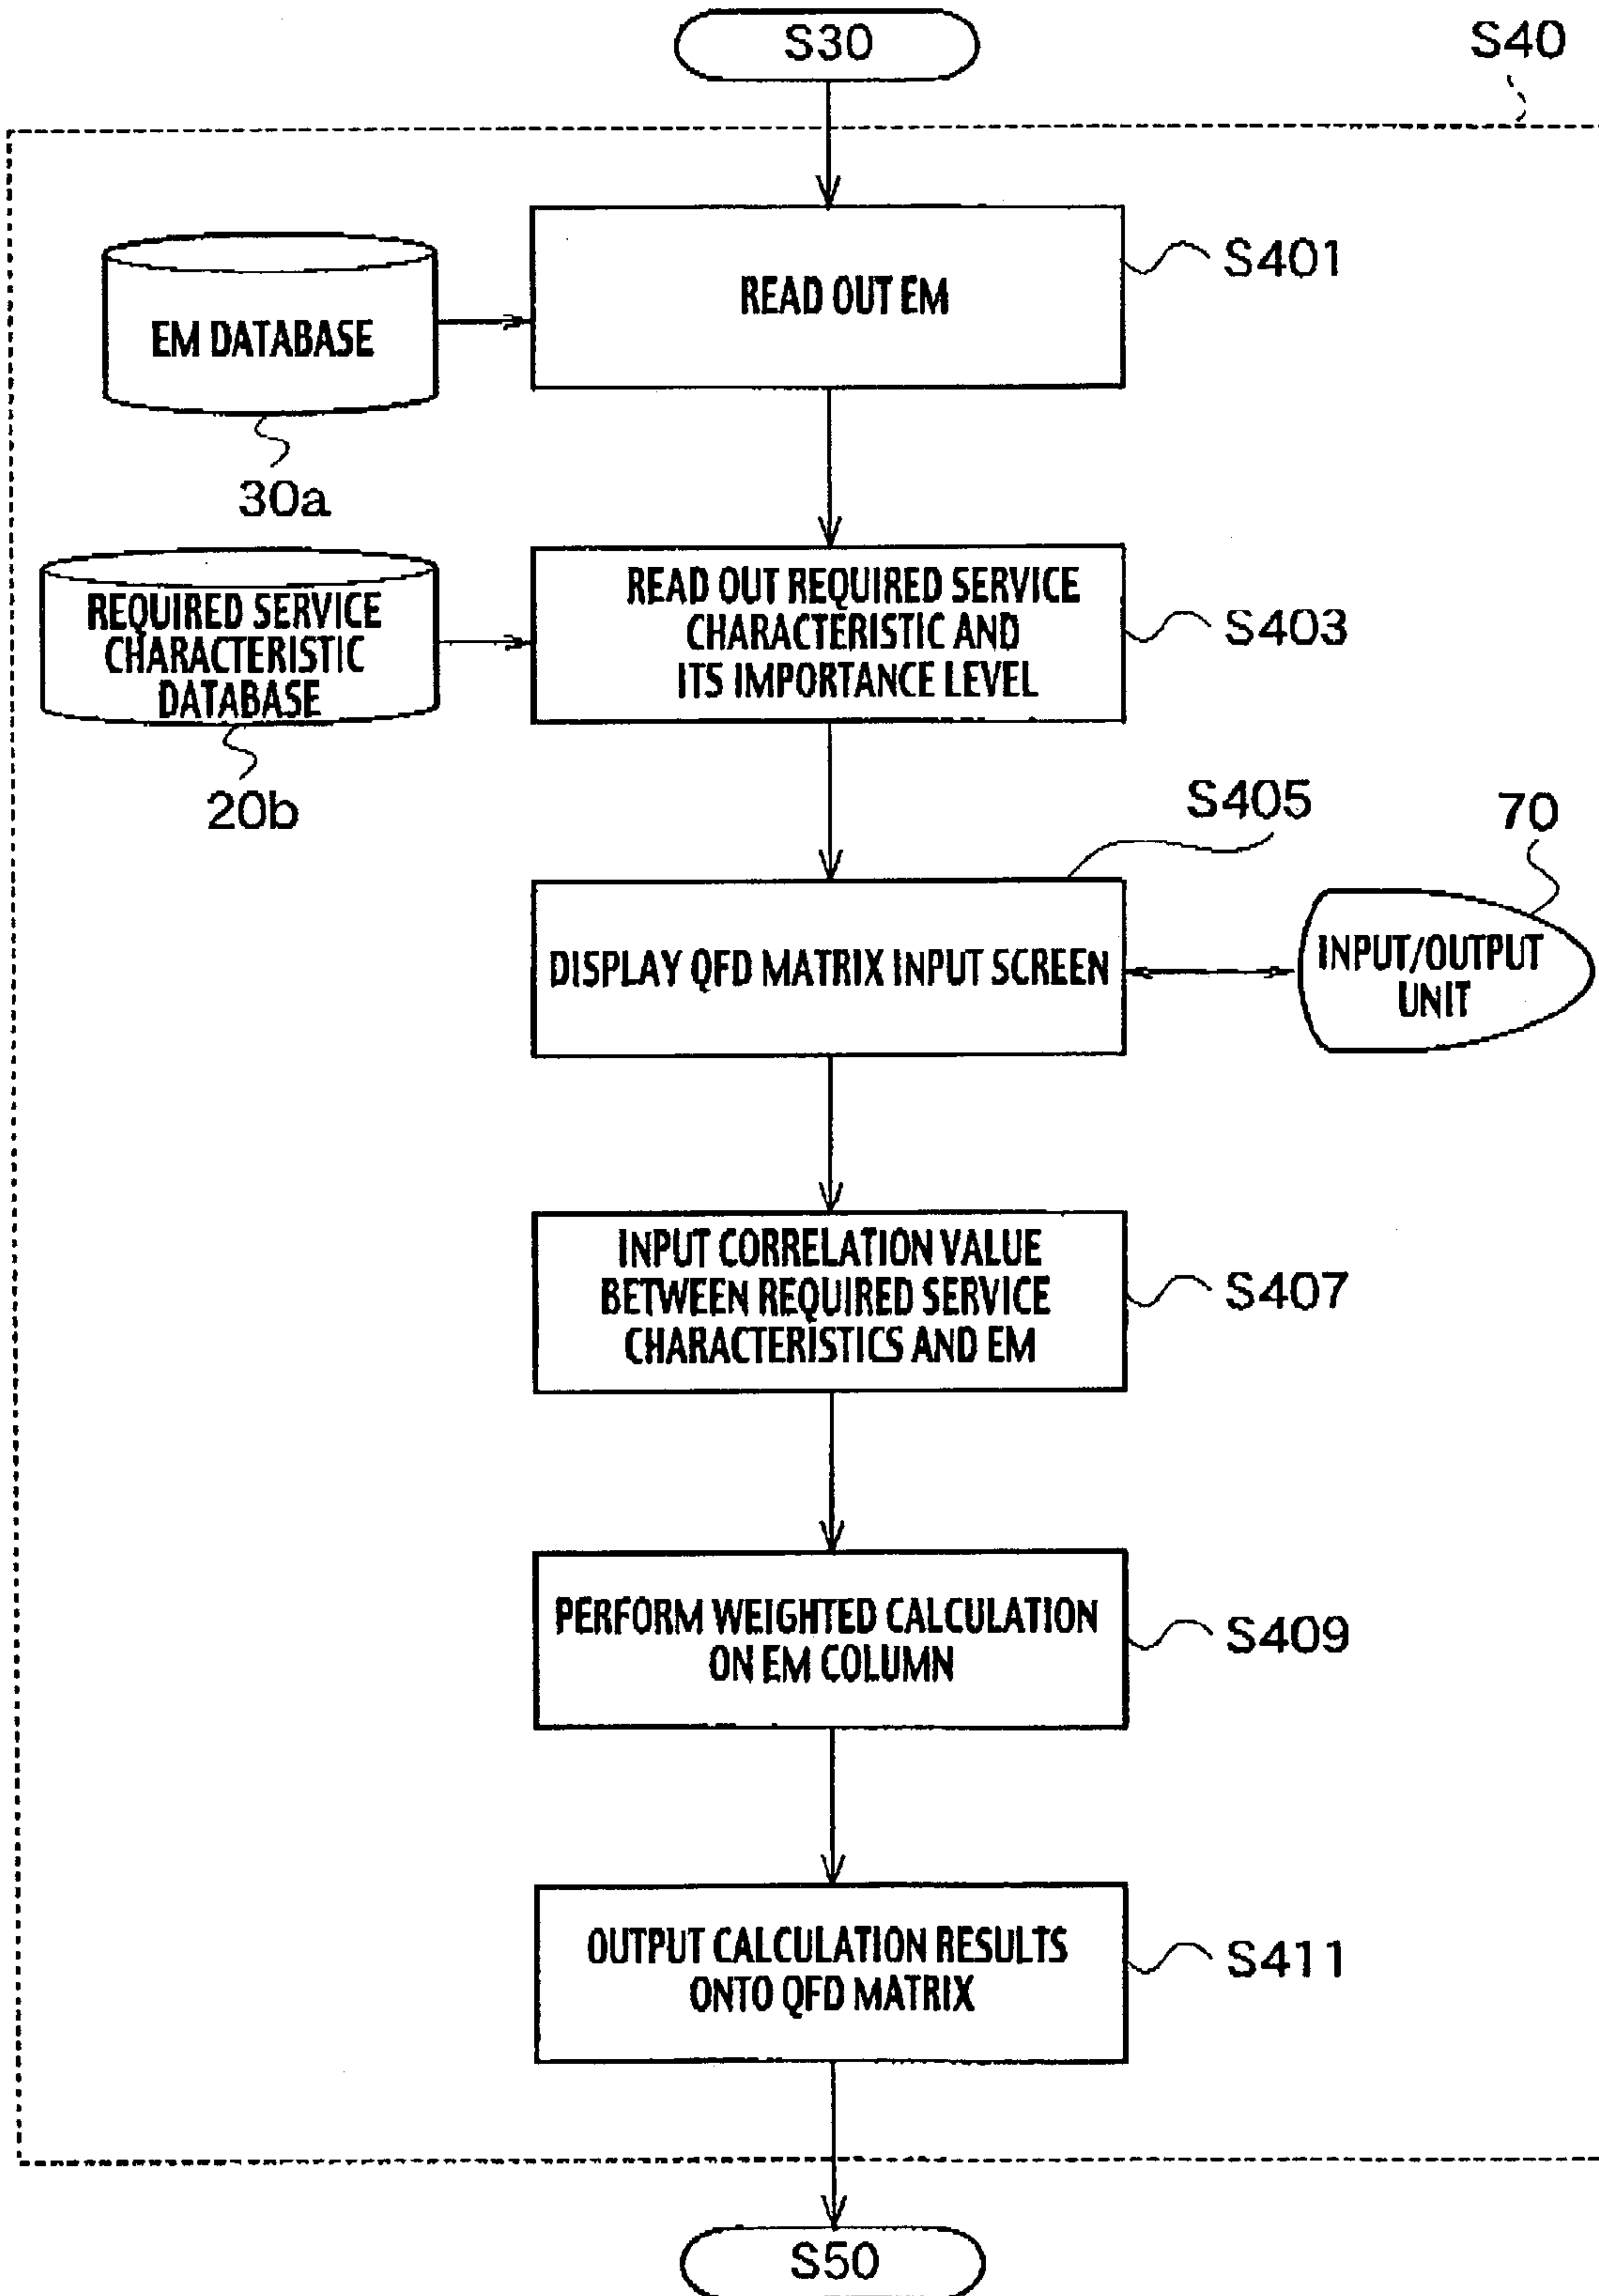 S30
S40
EM DATABASE
30a
READ OUT EM
S401
REQUIRED SERVICE
CHARACTERISTIC
DATABASE
20b
READ OUT REQUIRED SERVICE
CHARACTERISTIC AND
ITS IMPORTANCE LEVEL
S403
S405
70
DISPLAY QFD MATRIX INPUT SCREEN
INPUT/OUTPUT
UNIT
INPUT CORRELATION VALUE
BETWEEN REQUIRED SERVICE
CHARACTERISTICS AND EM
S407
PERFORM WEIGHTED CALCULATION
ON EM COLUMN
S409
OUTPUT CALCULATION RESULTS
ONTO QFD MATRIX
S411
S50